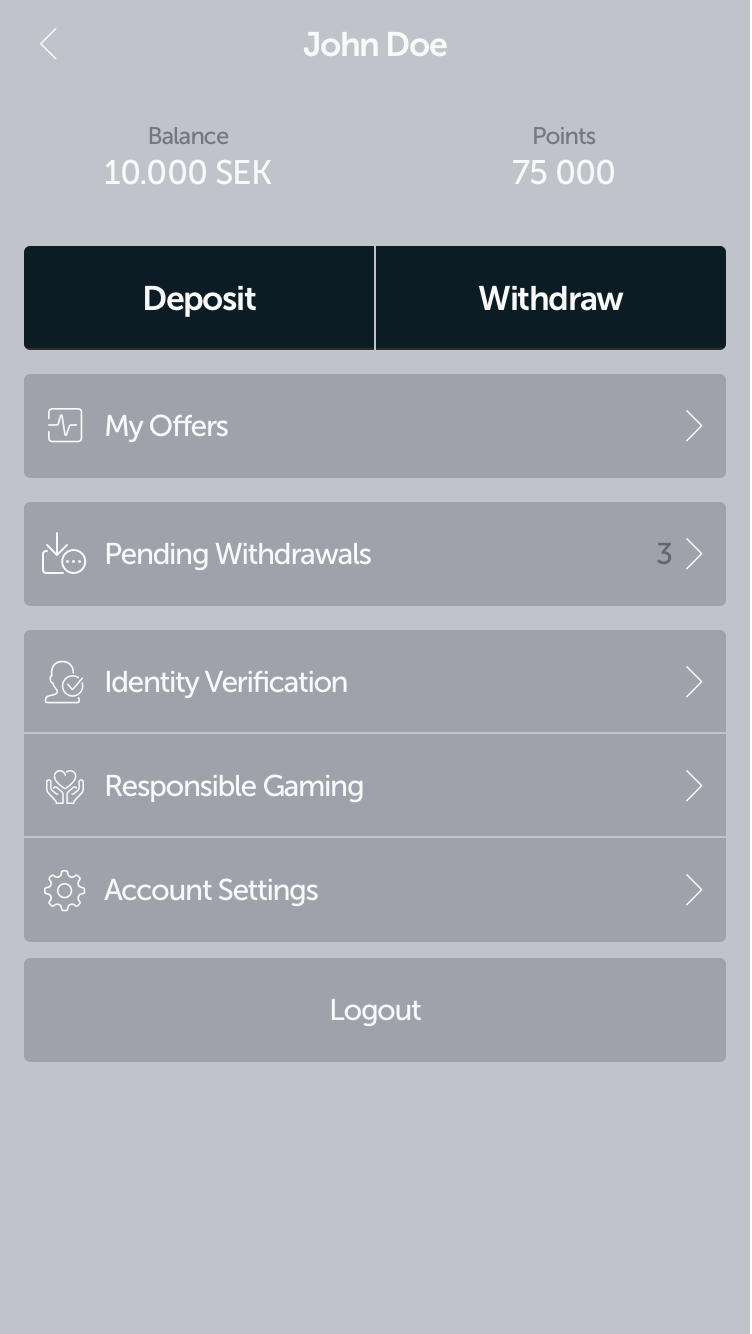 John Doe
Balance
10.000 SEK
Points
75 000
Deposit
Withdraw
My Offers
Pending Withdrawals
3
Identity Verification
Responsible Gaming
Account Settings
Logout